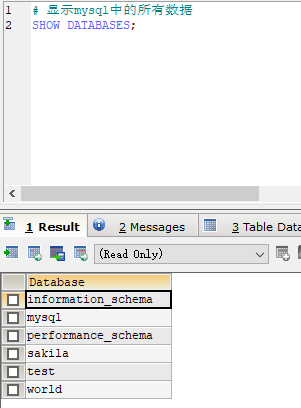 1 # 显示mysql中的所有数据
2 SHOW DATABASES;
1 Result 2 Messages 3 Table Data
(Read Only)
Database
information_schema
mysql
performance_schema
sakila
test
world